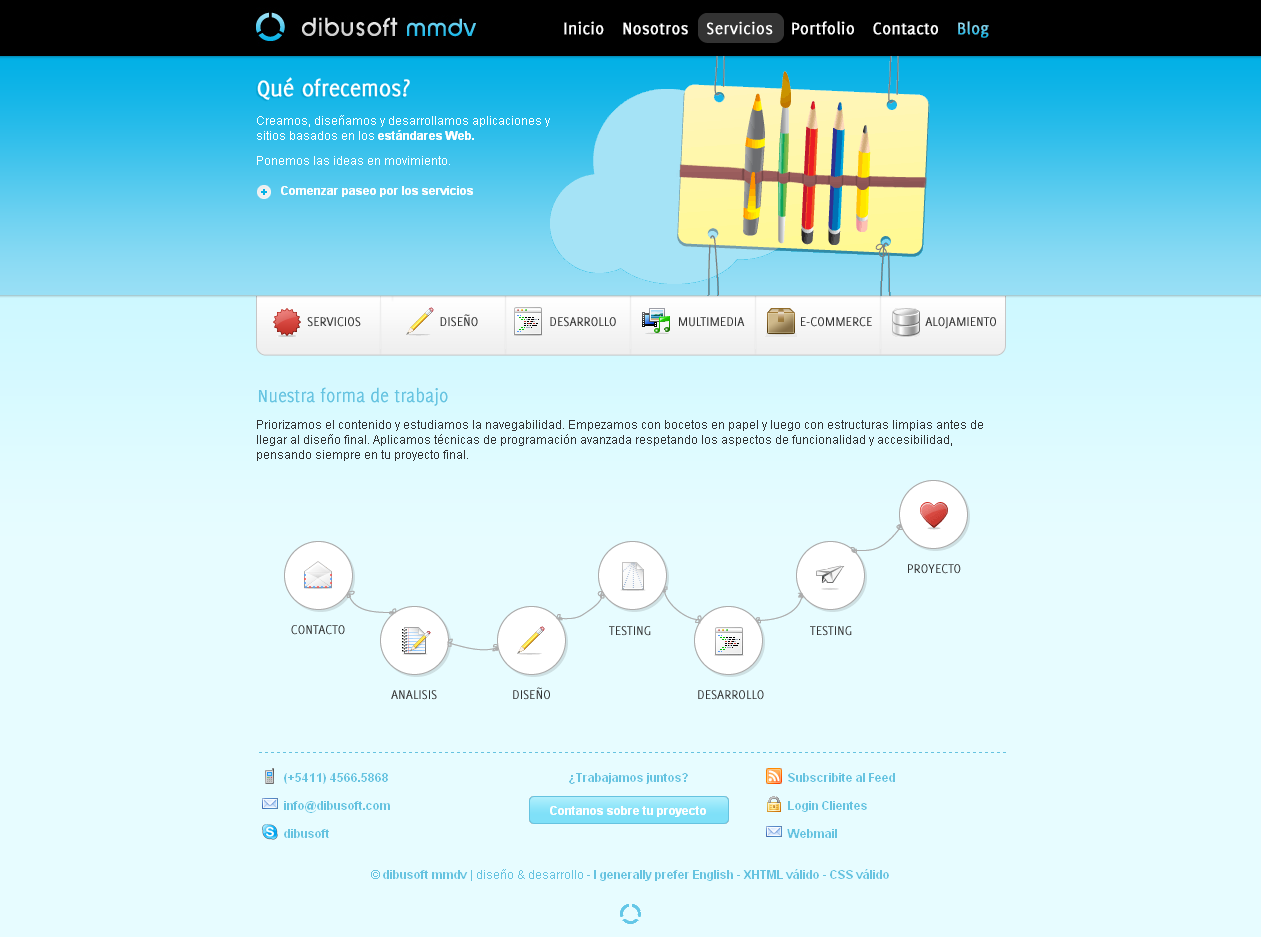 dibusoft mmdv
Inicio Nosotros Servicios Portfolio Contacto Blog
Qué ofrecemos?
Creamos, diseñamos y desarrollamos aplicaciones y
sitios basados en los estándares Web.
Ponemos las ideas en movimiento.
Comenzar paseo por los servicios
SERVICIOS DISEÑO DESARROLLO MULTIMEDIA E-COMMERCE ALOJAMIENTO
Nuestra forma de trabajo
Priorizamos el contenido y estudiamos la navegabilidad. Empezamos con bocetos en papel y luego con estructuras limpias antes de
llegar al diseño final. Aplicamos técnicas de programación avanzada respetando los aspectos de funcionalidad y accesibilidad,
pensando siempre en tu proyecto final.
CONTACTO
ANALISIS
DISEÑO
TESTING
DESARROLLO
TESTING
PROYECTO
(+5411) 4566.5868
info@dibusoft.com
dibusoft
¿Trabajamos juntos?
Contanos sobre tu proyecto
Subscribite al Feed
Login Clientes
Webmail
© dibusoft mmdv | diseño & desarrollo - I generally prefer English - XHTML válido - CSS válido